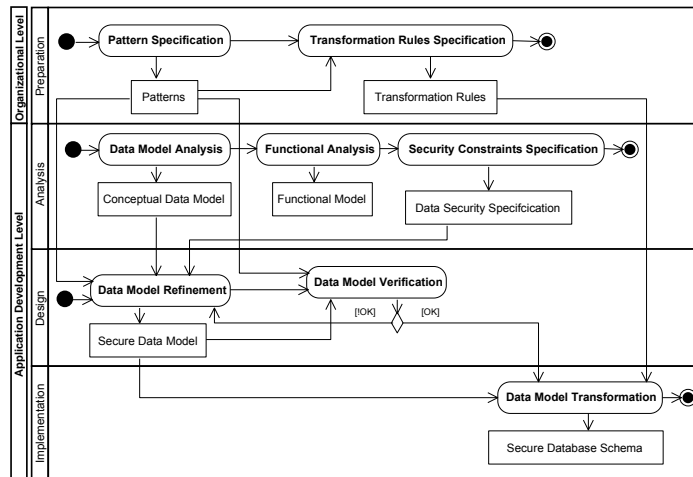 Organizational Level
Preparation
Pattern Specification
Transformation Rules Specification
Patterns
Transformation Rules
Application Development Level
Analysis
Data Model Analysis
Functional Analysis
Security Constraints Specification
Conceptual Data Model
Functional Model
Data Security Specifcication
Design
Data Model Refinement
Data Model Verification
[!OK]
[OK]
Secure Data Model
Implementation
Data Model Transformation
Secure Database Schema